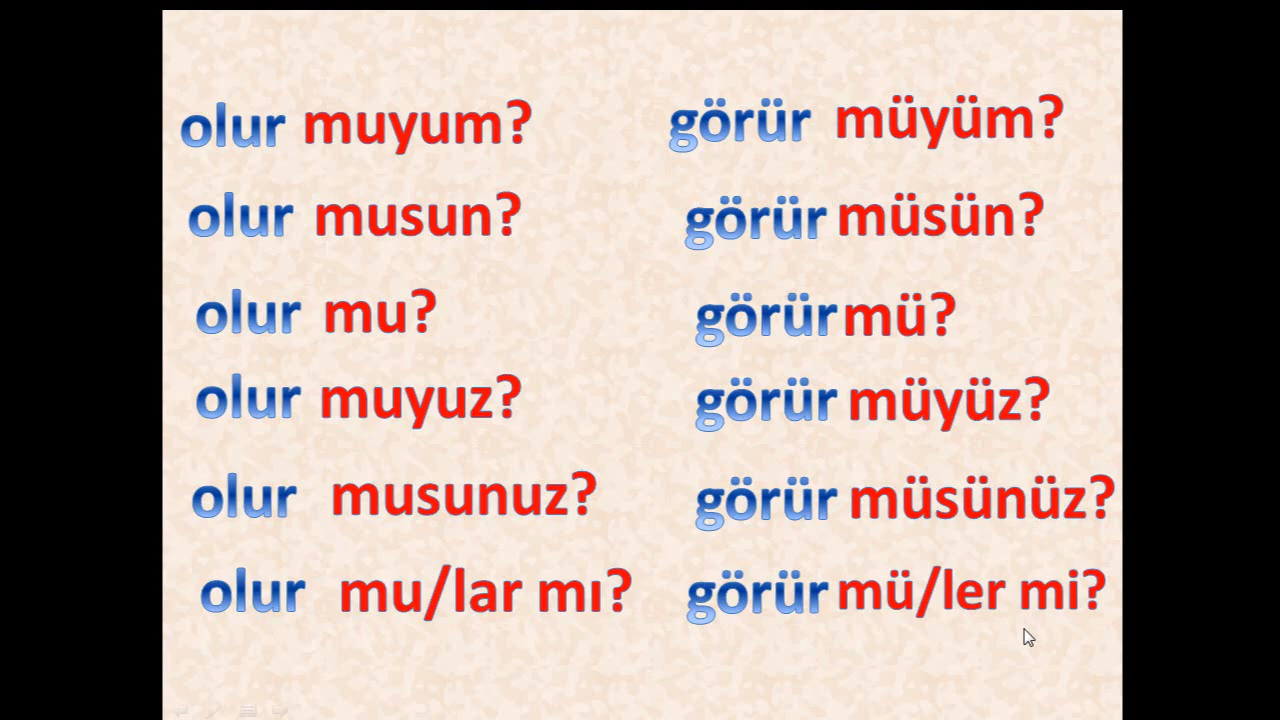 olur muyum? görür müyüm?
olur musun? görür müsün?
olur mu? görür mü?
olur muyuz? görür müyüz?
olur musunuz? görür müsünüz?
olur mu/lar mı? görür mü/ler mi?